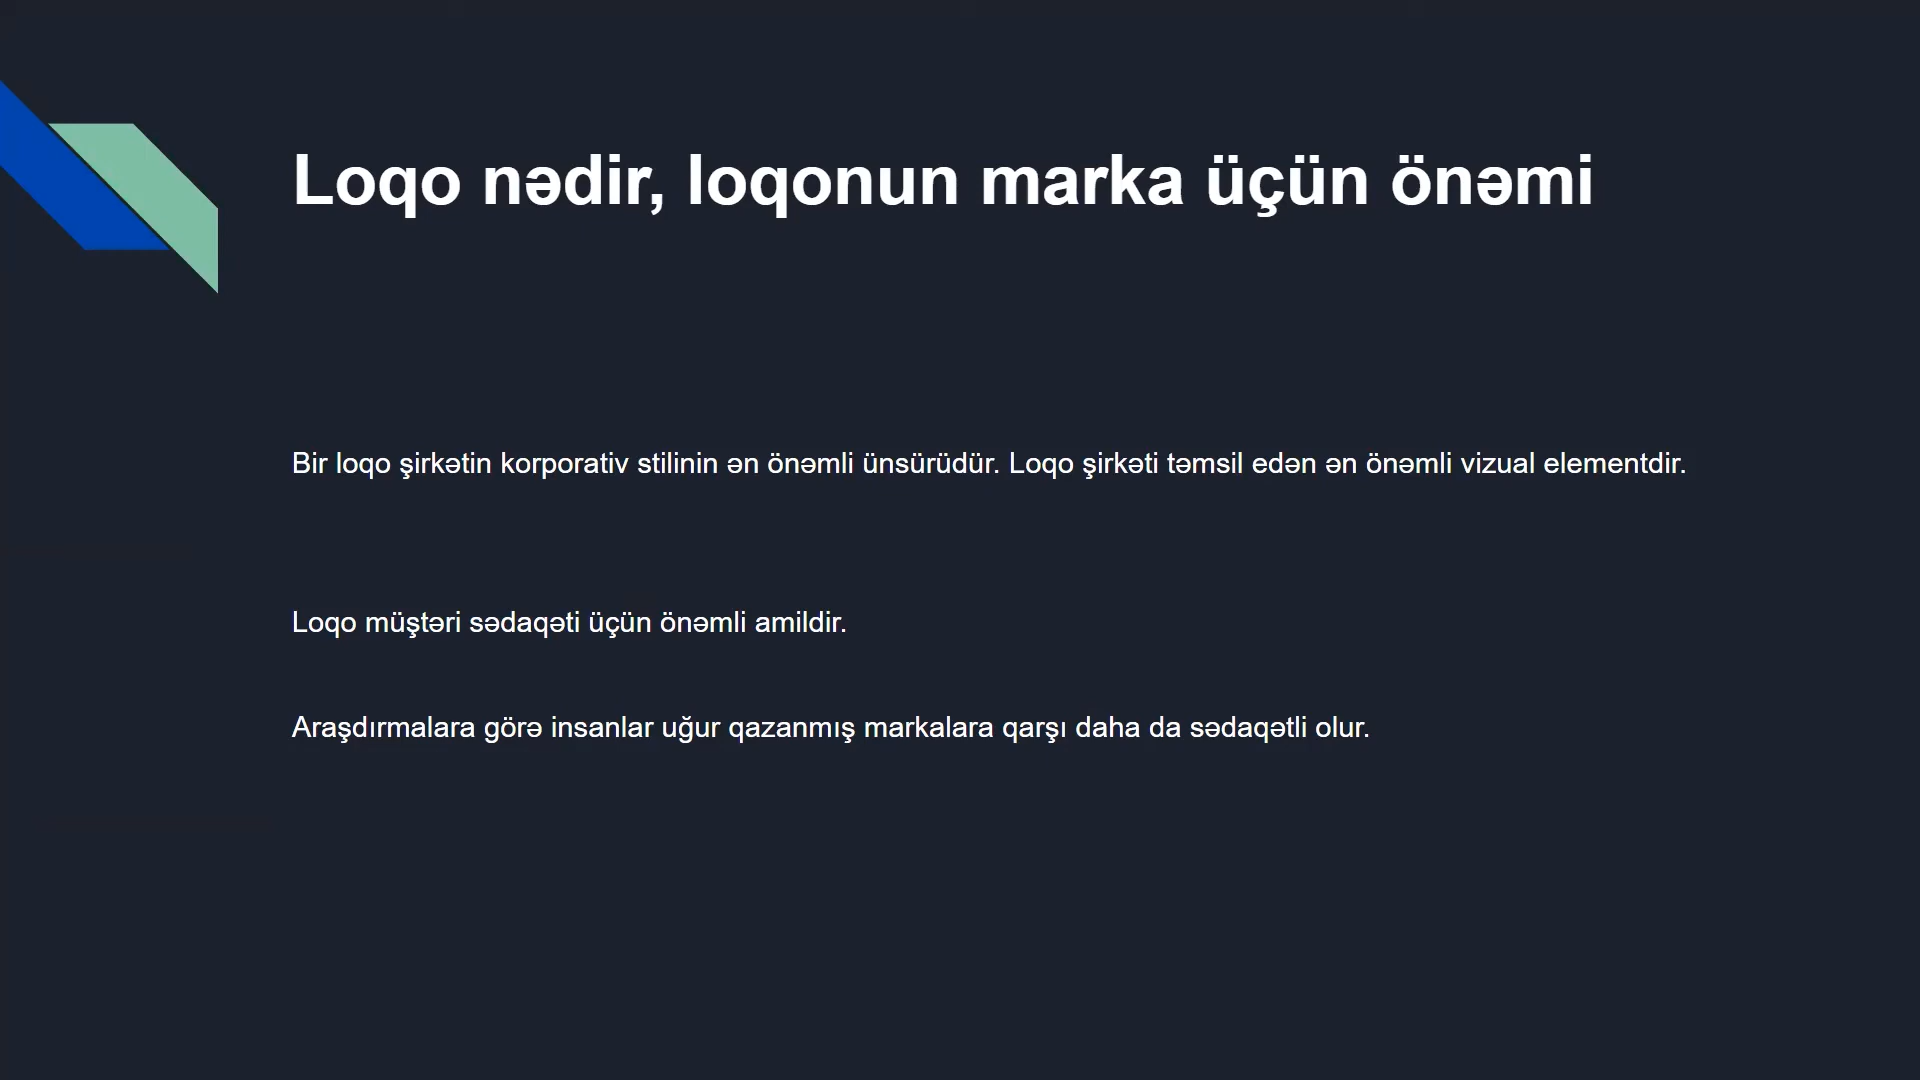 Loqo nədir, loqonun marka üçün önəmi
Bir loqo şirkətin korporativ stilinin ən önəmli ünsürüdür. Loqo şirkəti təmsil edən ən önəmli vizual elementdir.
Loqo müştəri sədaqəti üçün önəmli amildir.
Araşdırmalara görə insanlar uğur qazanmış markalara qarşı daha da sədaqətli olur.